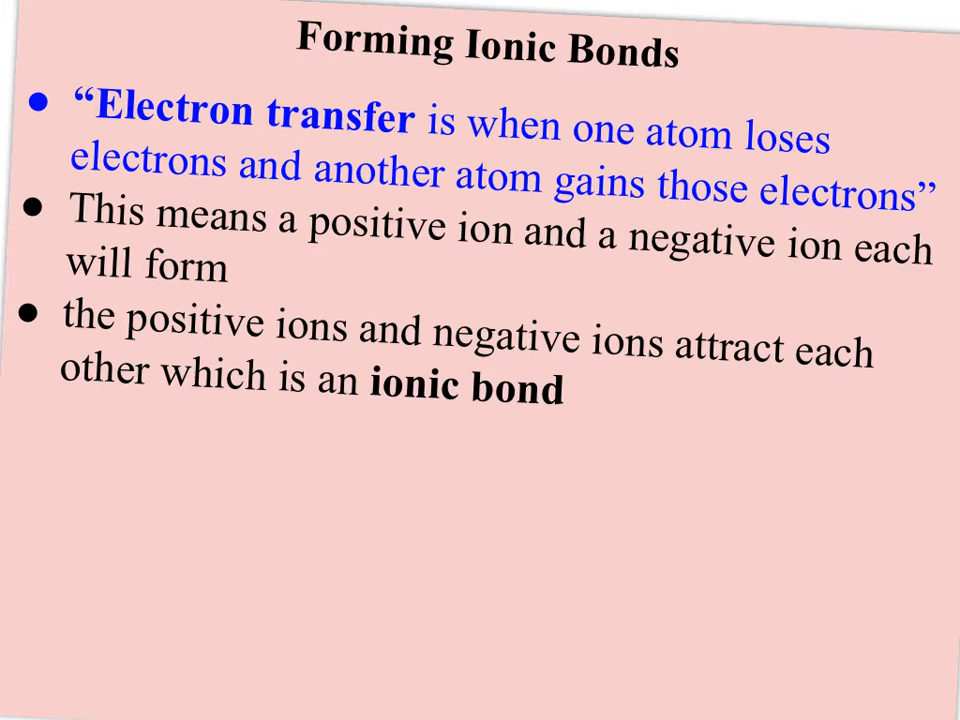 Forming Ionic Bonds
● “Electron transfer is when one atom loses
electrons and another atom gains those electrons”
● This means a positive ion and a negative ion each
will form
● the positive ions and negative ions attract each
other which is an ionic bond